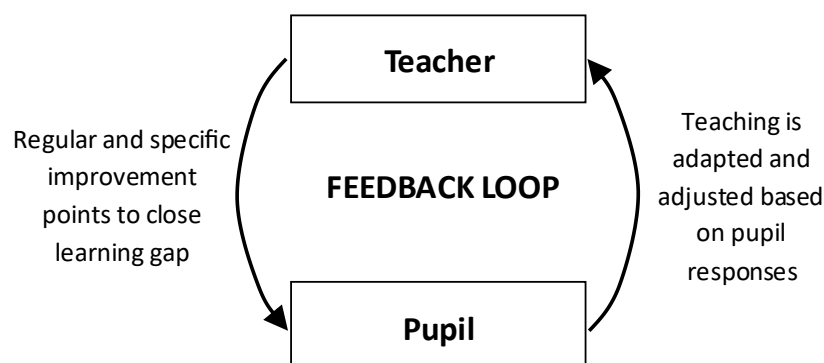 Teacher
Regular and specific
improvement
points to close
learning gap
FEEDBACK LOOP
Teaching is
adapted and
adjusted based
on pupil
responses
Pupil